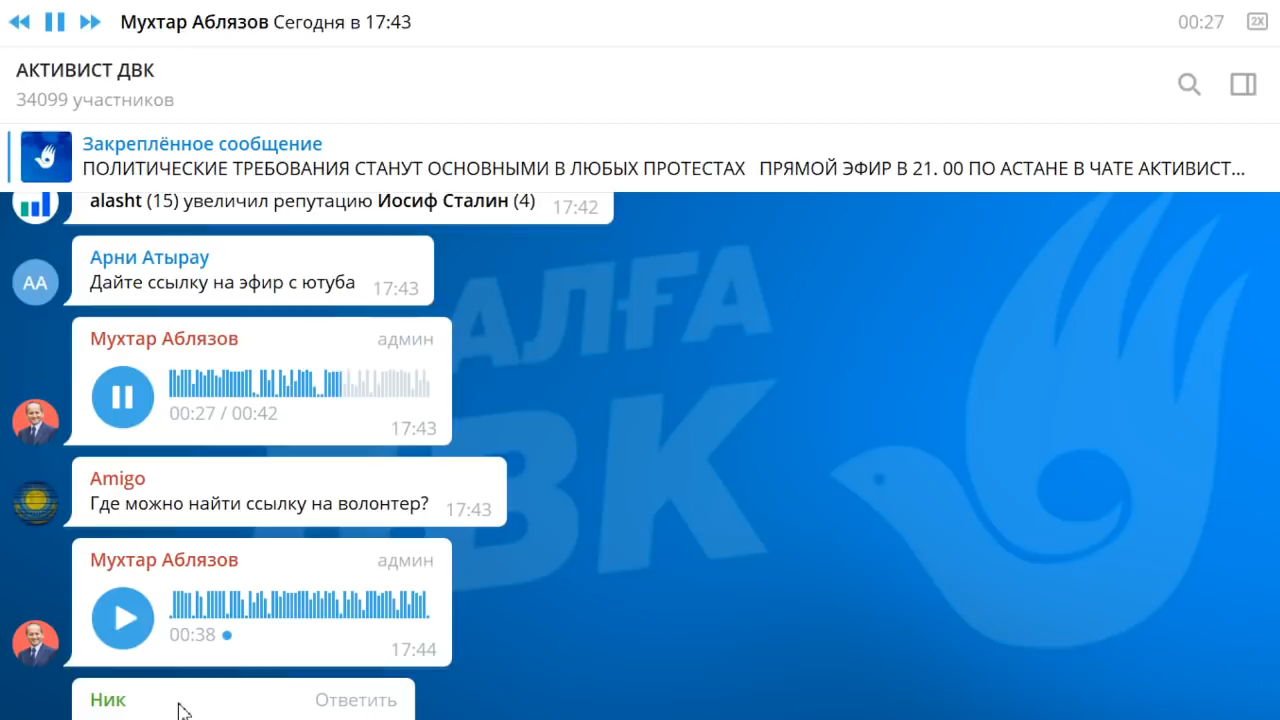 Мухтар Аблязов Сегодня в 17:43
00:27
2X
АКТИВИСТ ДВК
34099 участников
Закреплённое сообщение
ПОЛИТИЧЕСКИЕ ТРЕБОВАНИЯ СТАНУТ ОСНОВНЫМИ В ЛЮБЫХ ПРОТЕСТАХ ПРЯМОЙ ЭФИР В 21. 00 ПО АСТАНЕ В ЧАТЕ АКТИВИСТ...
alasht (15) увеличил репутацию Иосиф Сталин (4) 17:42
АА
Арни Атырау
Дайте ссылку на эфир с ютуба 17:43
Мухтар Аблязов админ
00:27 / 00:42
17:43
Amigo
Где можно найти ссылку на волонтер? 17:43
Мухтар Аблязов админ
00:38
17:44
Ник Ответить
АЛҒА
ДВК